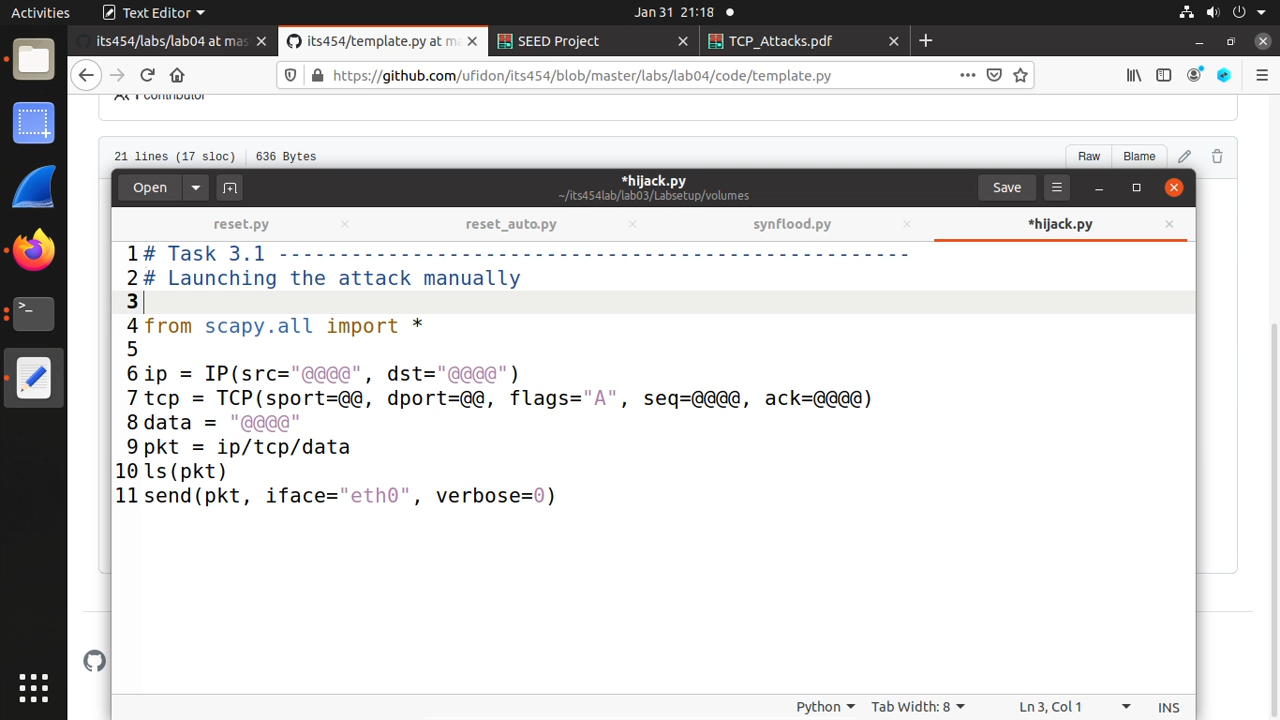 Activities
Text Editor
Jan 31 21:18
its454/labs/lab04 at mas
its454/template.py at ma
SEED Project
TCP_Attacks.pdf
https://github.com/ufidon/its454/blob/master/labs/lab04/code/template.py
1 contributor
21 lines (17 sloc) 636 Bytes
Raw Blame
Open
*hijack.py
~/its454lab/lab03/Labsetup/volumes
Save
reset.py
reset_auto.py
synflood.py
*hijack.py
1 # Task 3.1 ----------------------------------------------------
2 # Launching the attack manually
3
4 from scapy.all import *
5
6 ip = IP(src="@@@@", dst="@@@@")
7 tcp = TCP(sport=@@, dport=@@, flags="A", seq=@@@@, ack=@@@@)
8 data = "@@@@"
9 pkt = ip/tcp/data
10 ls(pkt)
11 send(pkt, iface="eth0", verbose=0)
Python Tab Width: 8 Ln 3, Col 1 INS